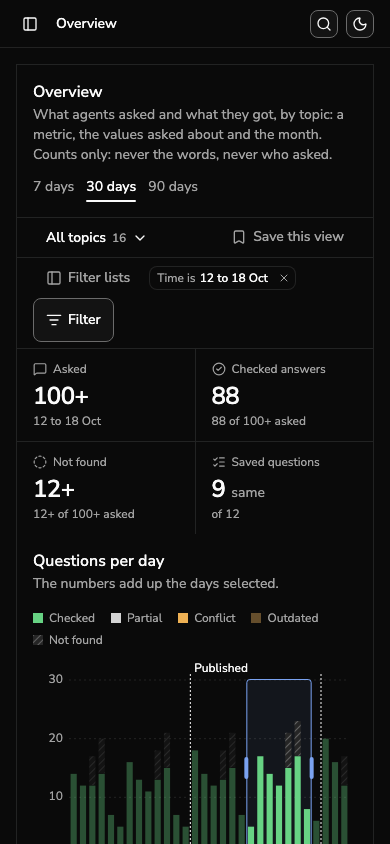 Overview
Overview
What agents asked and what they got, by topic: a
metric, the values asked about and the month.
Counts only: never the words, never who asked.
7 days 30 days 90 days
All topics 16
Save this view
Filter lists
Time is 12 to 18 Oct
Filter
Asked
100+
12 to 18 Oct
Checked answers
88
88 of 100+ asked
Not found
12+
12+ of 100+ asked
Saved questions
9 same
of 12
Questions per day
The numbers add up the days selected.
Checked Partial Conflict Outdated
Not found
Published
30
20
10